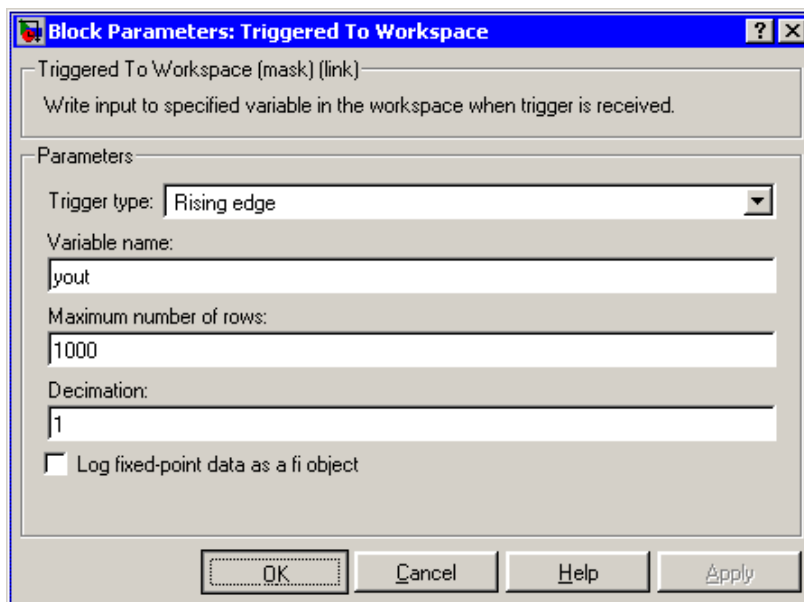 Block Parameters: Triggered To Workspace
Triggered To Workspace (mask) (link)
Write input to specified variable in the workspace when trigger is received.
Parameters
Trigger type: Rising edge
Variable name:
yout
Maximum number of rows:
1000
Decimation:
1
Log fixed-point data as a fi object
OK Cancel Help Apply